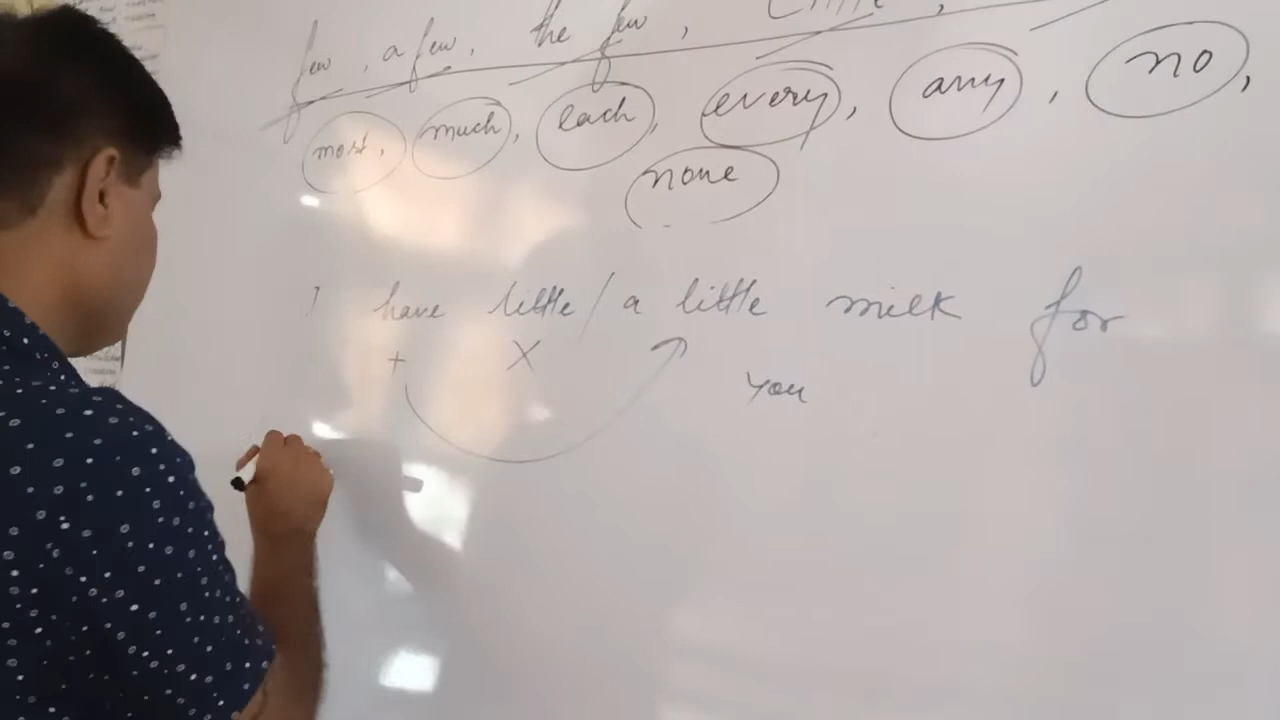 few, a few, the few, Little,
most, much, each, every, any, no,
none
I have little / a little milk for
+ X
you